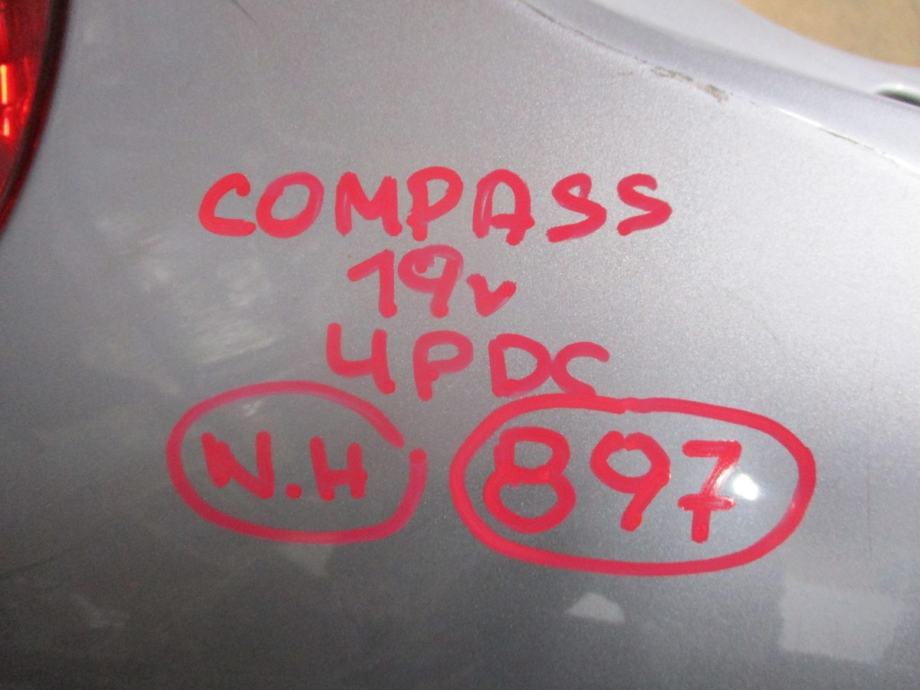 COMPASS
19v
4PDC
N.H 897